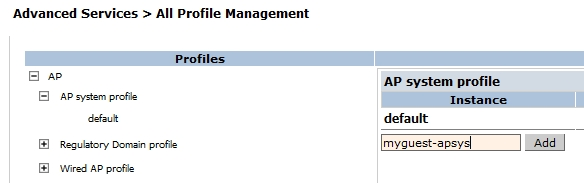 Advanced Services > All Profile Management
Profiles
AP
AP system profile
default
Regulatory Domain profile
Wired AP profile
AP system profile
Instance
default
myguest-apsys
Add